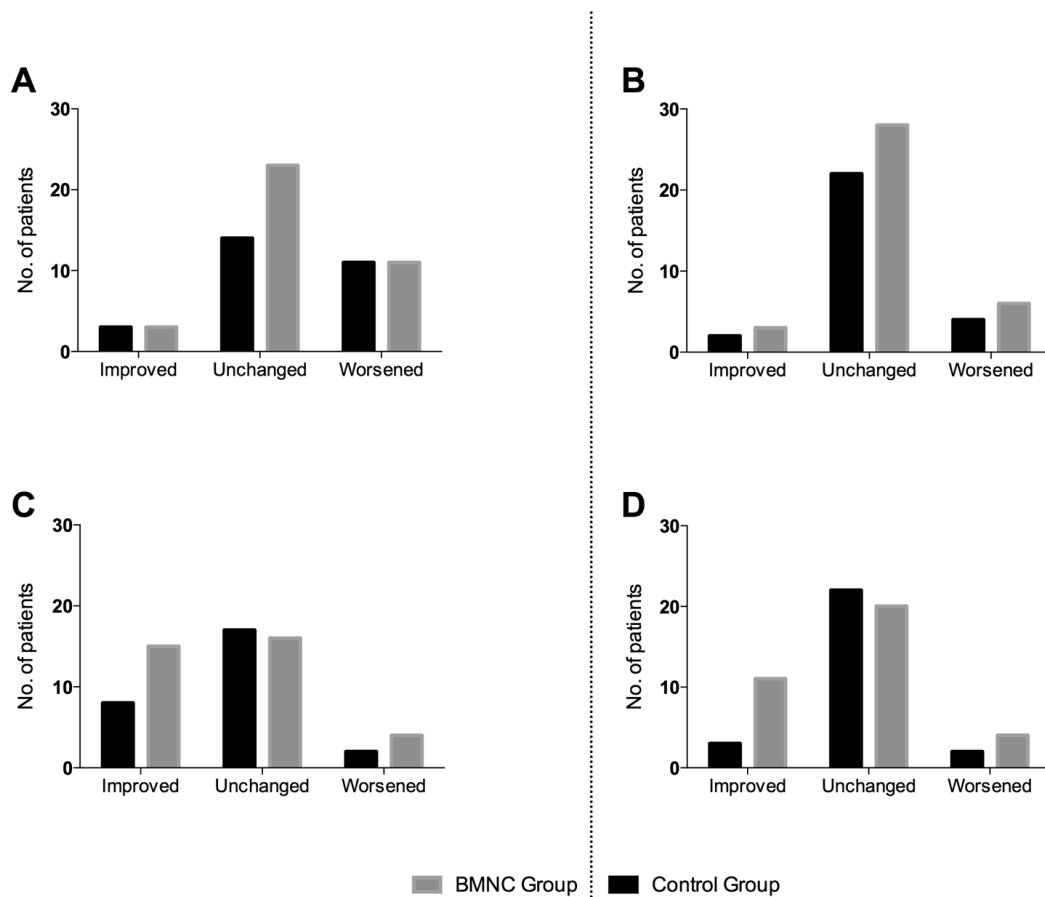 A
No. of patients
30
20
10
0
Improved Unchanged Worsened
B
No. of patients
30
20
10
0
Improved Unchanged Worsened
C
No. of patients
30
20
10
0
Improved Unchanged Worsened
D
No. of patients
30
20
10
0
Improved Unchanged Worsened
BMNC Group Control Group